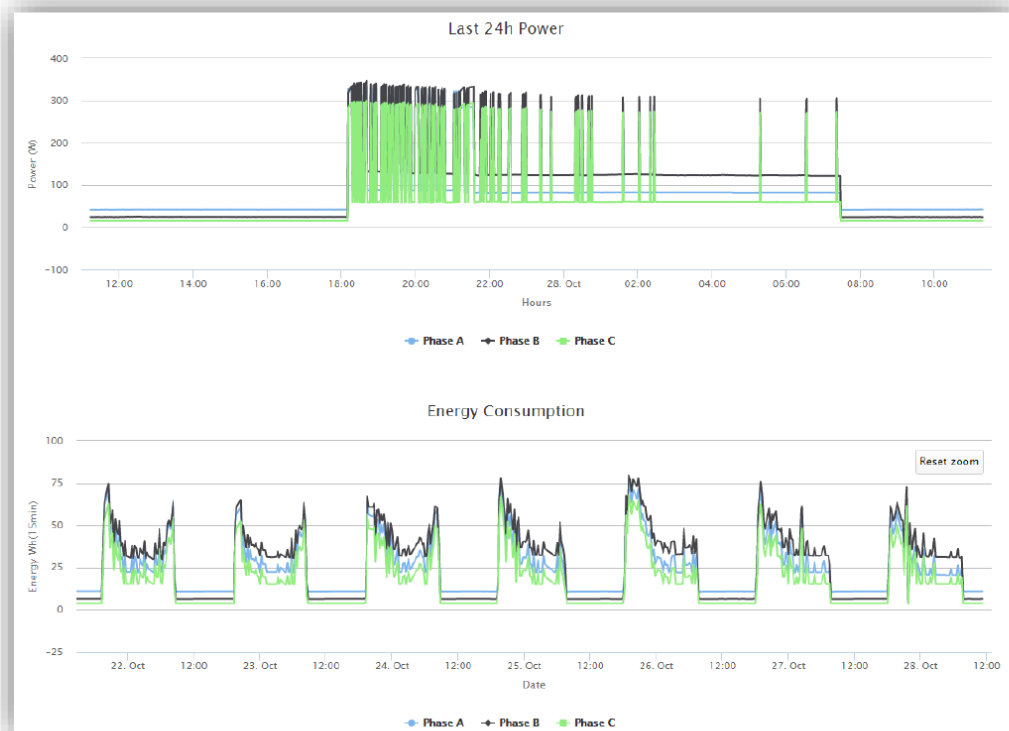 Last 24h Power
400
300
200
100
0
-100
Power (W)
12:00 14:00 16:00 18:00 20:00 22:00 28. Oct 02:00 04:00 06:00 08:00 10:00
Hours
Phase A Phase B Phase C
Energy Consumption
100
75
50
25
0
-25
Energy Wh(15min)
Reset zoom
22. Oct 12:00 23. Oct 12:00 24. Oct 12:00 25. Oct 12:00 26. Oct 12:00 27. Oct 12:00 28. Oct 12:00
Date
Phase A Phase B Phase C